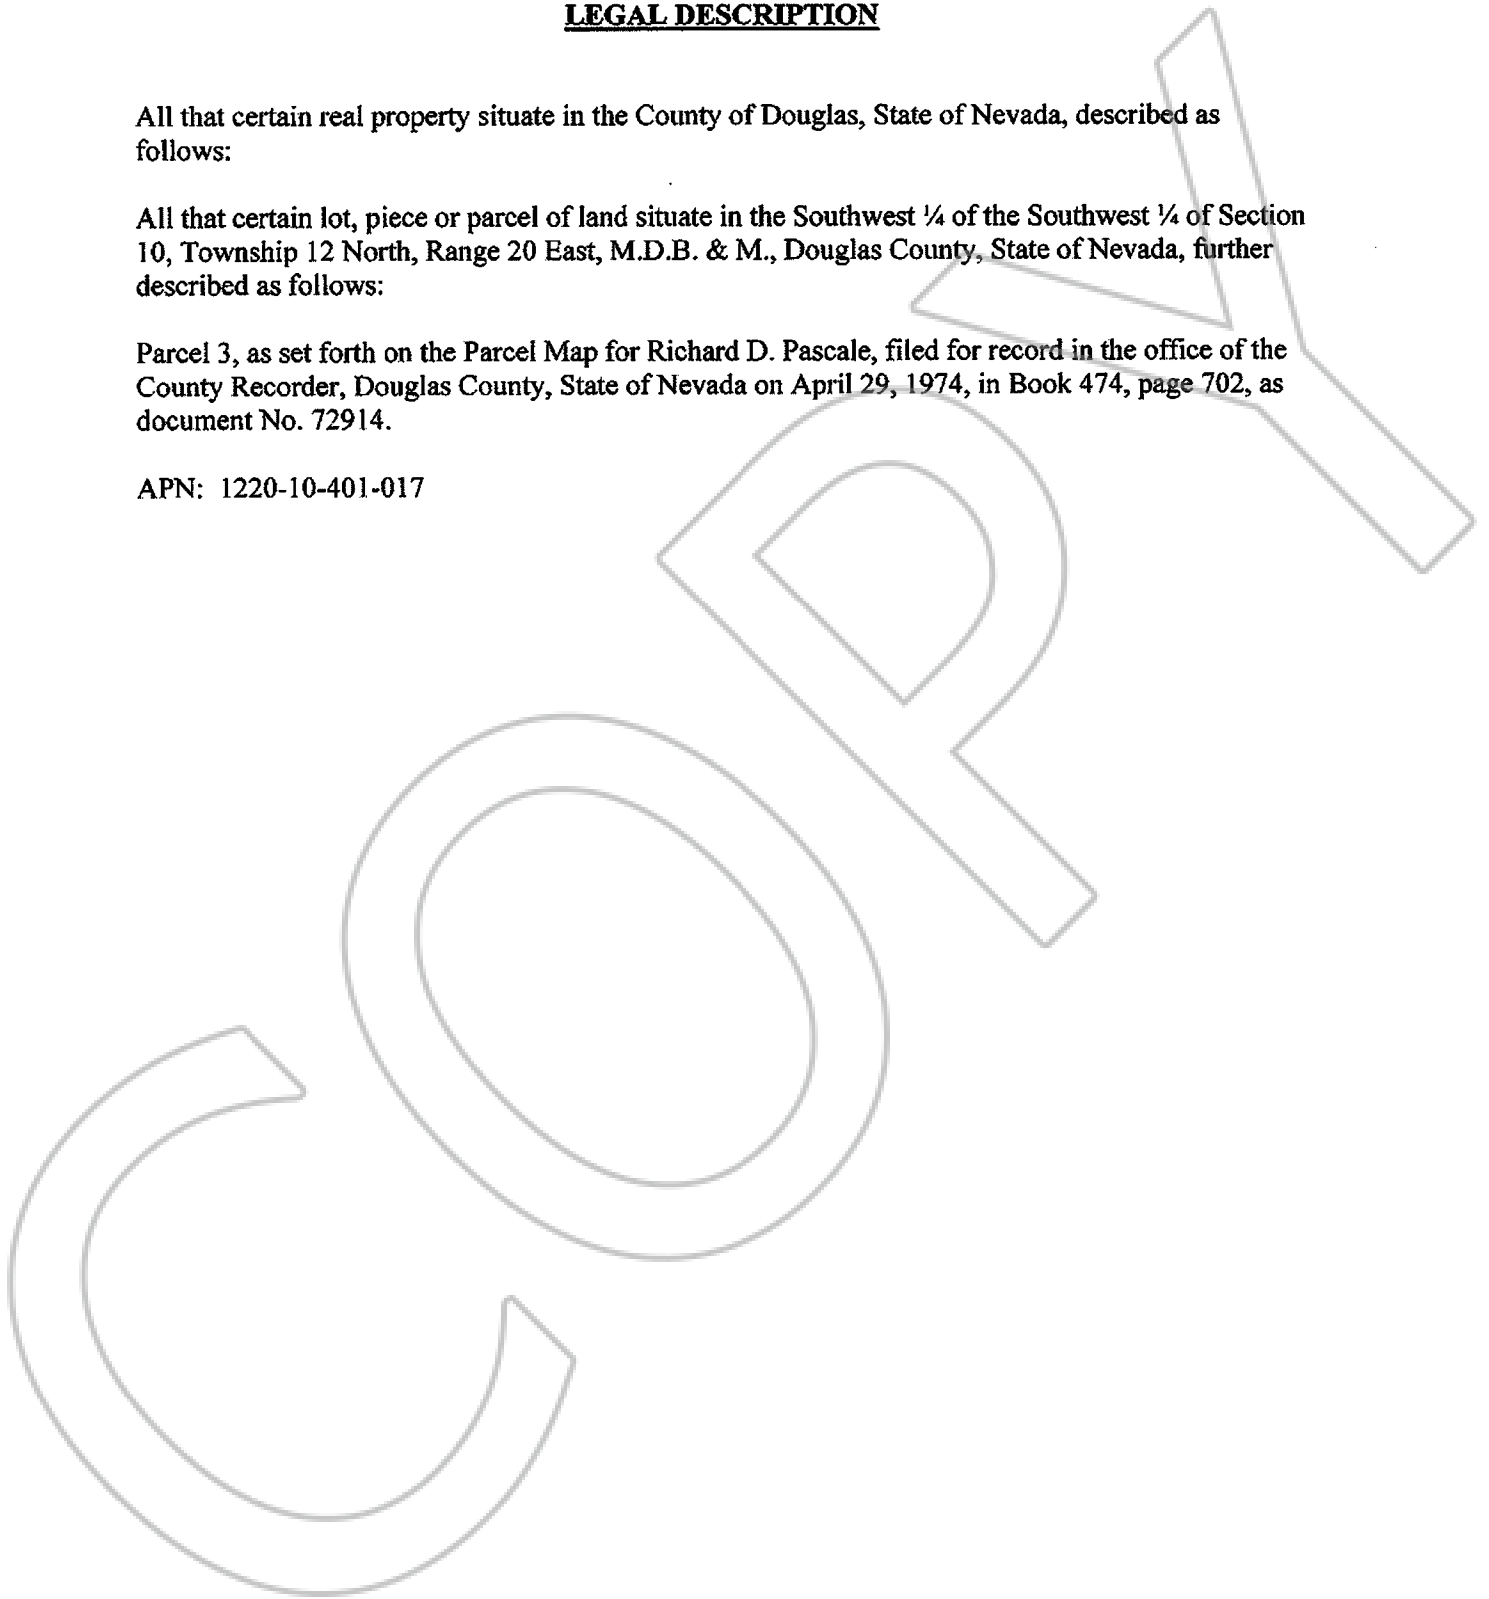 LEGAL DESCRIPTION
All that certain real property situate in the County of Douglas, State of Nevada, described as
follows:
All that certain lot, piece or parcel of land situate in the Southwest ¼ of the Southwest ¼ of Section
10, Township 12 North, Range 20 East, M.D.B. & M., Douglas County, State of Nevada, further
described as follows:
Parcel 3, as set forth on the Parcel Map for Richard D. Pascale, filed for record in the office of the
County Recorder, Douglas County, State of Nevada on April 29, 1974, in Book 474, page 702, as
document No. 72914.
APN: 1220-10-401-017
COPY